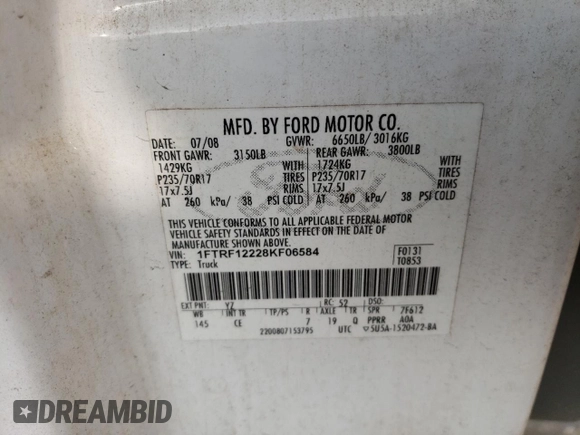 MFD. BY FORD MOTOR CO.
DATE: 07/08 GVWR: 6650LB/ 3016KG
FRONT GAWR: 3150LB REAR GAWR: 3800LB
1429KG WITH 1724KG WITH
P235/70R17 TIRES P235/70R17 TIRES
17x7.5J RIMS 17x7.5J RIMS
AT 260 kPa/ 38 PSI COLD AT 260 kPa/ 38 PSI COLD
THIS VEHICLE CONFORMS TO ALL APPLICABLE FEDERAL MOTOR
VEHICLE SAFETY STANDARDS IN EFFECT ON THE DATE OF
MANUFACTURE SHOWN ABOVE.
VIN: 1FTRF12228KF06584 F0131
TYPE: Truck T0853
EXT PNT: YZ RC: 52 DSO:
WB INT TR TP/PS R AXLE TR SPR 7F612
145 CE 7 19 Q PPRR AOA
2200807153795 UTC 5U5A-1520472-BA
DREAMBID